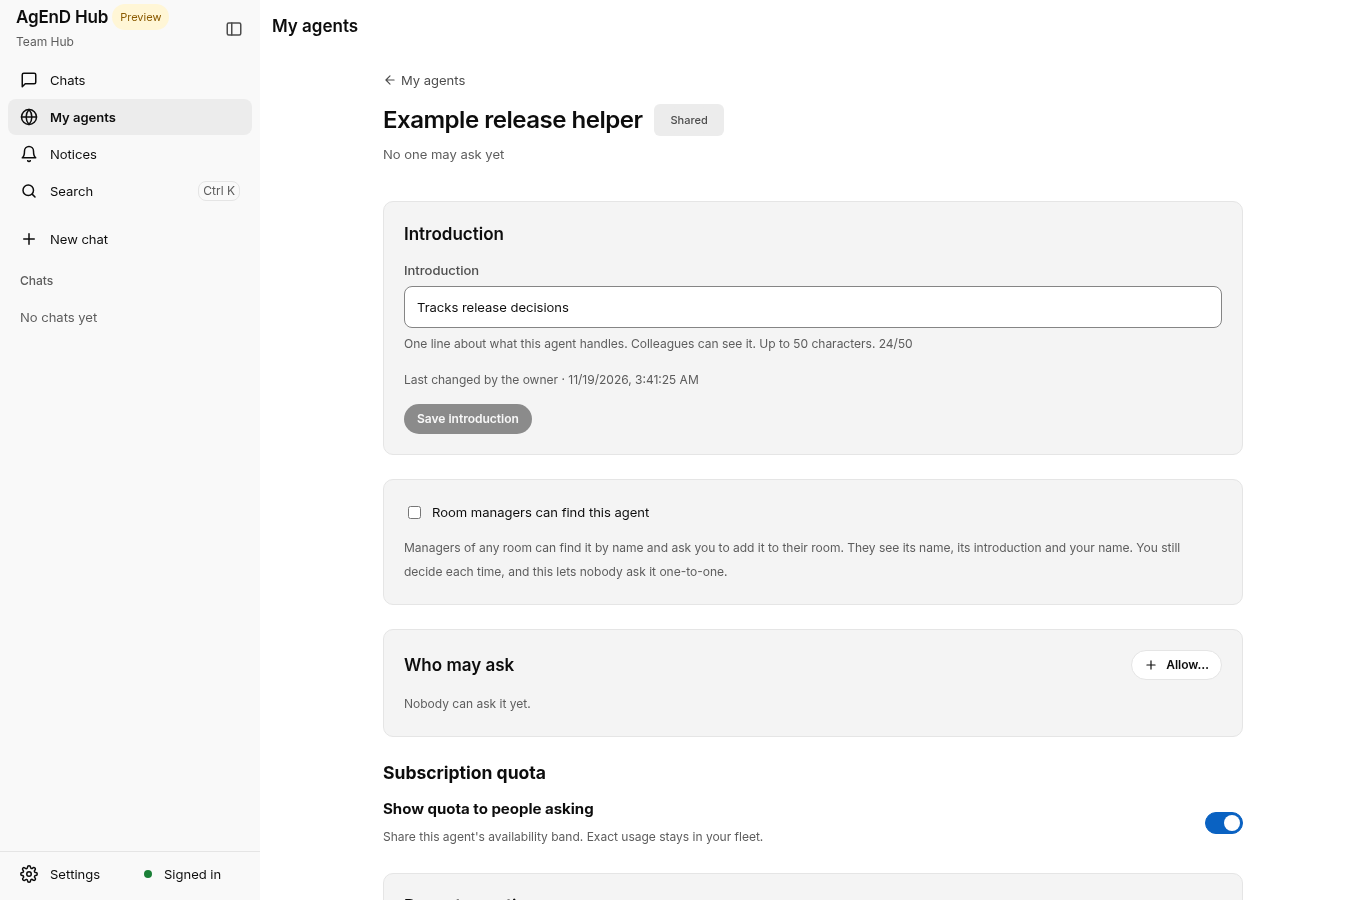 AgEnD Hub Preview
Team Hub
Chats
My agents
Notices
Search Ctrl K
New chat
Chats
No chats yet
Settings
Signed in
My agents
My agents
Example release helper Shared
No one may ask yet
Introduction
Introduction
Tracks release decisions
One line about what this agent handles. Colleagues can see it. Up to 50 characters. 24/50
Last changed by the owner · 11/19/2026, 3:41:25 AM
Save introduction
Room managers can find this agent
Managers of any room can find it by name and ask you to add it to their room. They see its name, its introduction and your name. You still
decide each time, and this lets nobody ask it one-to-one.
Who may ask
Allow...
Nobody can ask it yet.
Subscription quota
Show quota to people asking
Share this agent's availability band. Exact usage stays in your fleet.